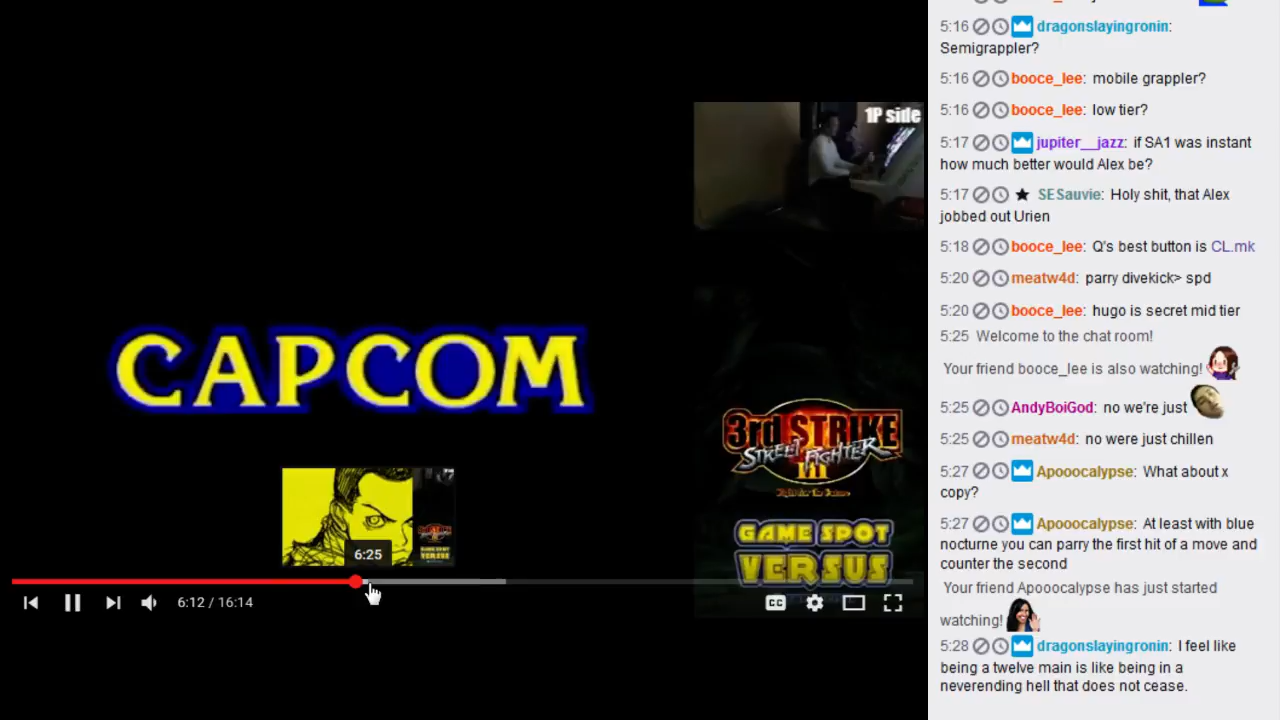 1P side
CAPCOM
3rd STRIKE
STREET FIGHTER
III
Fight for the Future
GAME SPOT
VERSUS
6:25
6:12 / 16:14
CC
5:16 dragonslayingronin:
Semigrappler?
5:16 booce_lee: mobile grappler?
5:16 booce_lee: low tier?
5:17 jupiter__jazz: if SA1 was instant
how much better would Alex be?
5:17 SESauvie: Holy shit, that Alex
jobbed out Urien
5:18 booce_lee: Q's best button is CL.mk
5:20 meatw4d: parry divekick> spd
5:20 booce_lee: hugo is secret mid tier
5:25 Welcome to the chat room!
Your friend booce_lee is also watching!
5:25 AndyBoiGod: no we're just
5:25 meatw4d: no were just chillen
5:27 Apooocalypse: What about x
copy?
5:27 Apooocalypse: At least with blue
nocturne you can parry the first hit of a move and
counter the second
Your friend Apooocalypse has just started
watching!
5:28 dragonslayingronin: I feel like
being a twelve main is like being in a
neverending hell that does not cease.